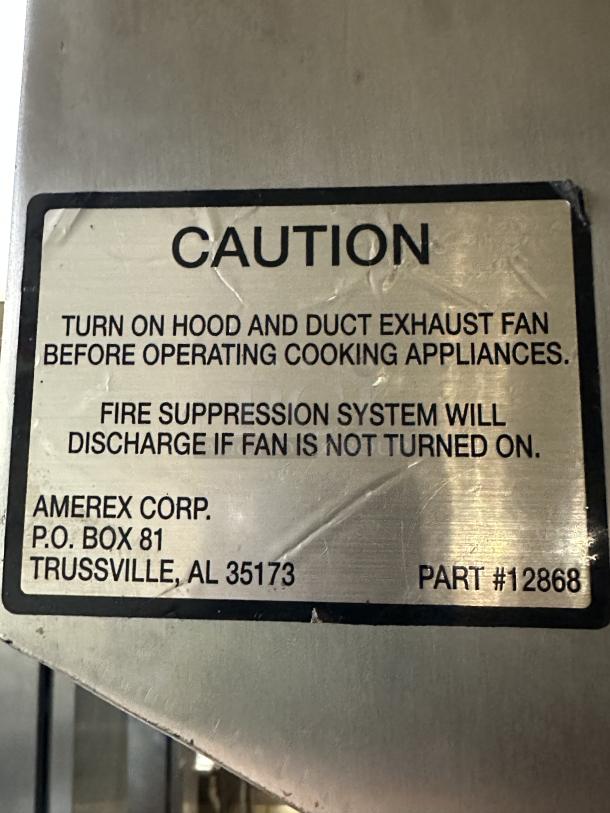 CAUTION
TURN ON HOOD AND DUCT EXHAUST FAN
BEFORE OPERATING COOKING APPLIANCES.
FIRE SUPPRESSION SYSTEM WILL
DISCHARGE IF FAN IS NOT TURNED ON.
AMEREX CORP.
P.O. BOX 81
TRUSSVILLE, AL 35173
PART #12868